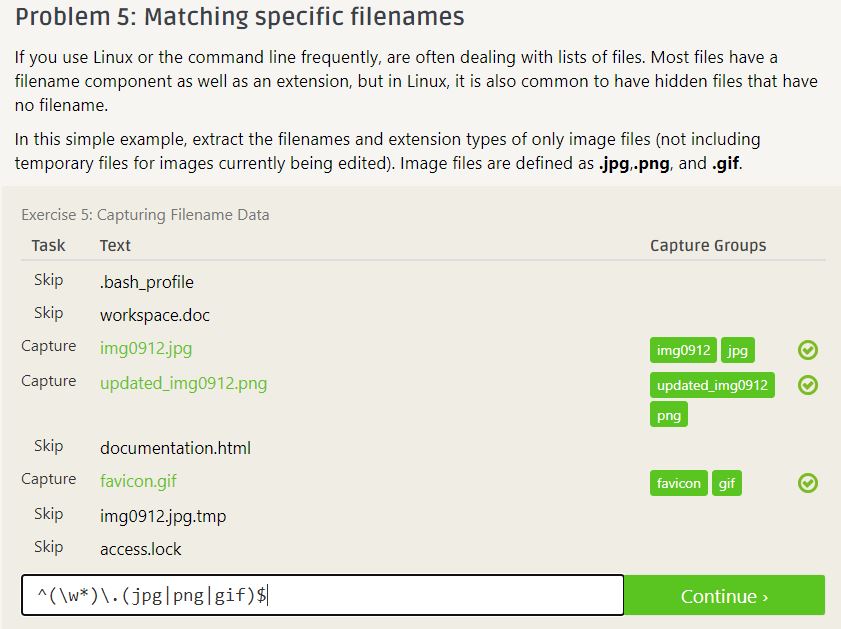 Problem 5: Matching specific filenames
If you use Linux or the command line frequently, are often dealing with lists of files. Most files have a
filename component as well as an extension, but in Linux, it is also common to have hidden files that have
no filename.
In this simple example, extract the filenames and extension types of only image files (not including
temporary files for images currently being edited). Image files are defined as .jpg,.png, and .gif.
Exercise 5: Capturing Filename Data
Task Text Capture Groups
Skip .bash_profile
Skip workspace.doc
Capture img0912.jpg img0912 jpg
Capture updated_img0912.png updated_img0912
png
Skip documentation.html
Capture favicon.gif favicon gif
Skip img0912.jpg.tmp
Skip access.lock
^(\w*)\.(jpg|png|gif)$ Continue ›